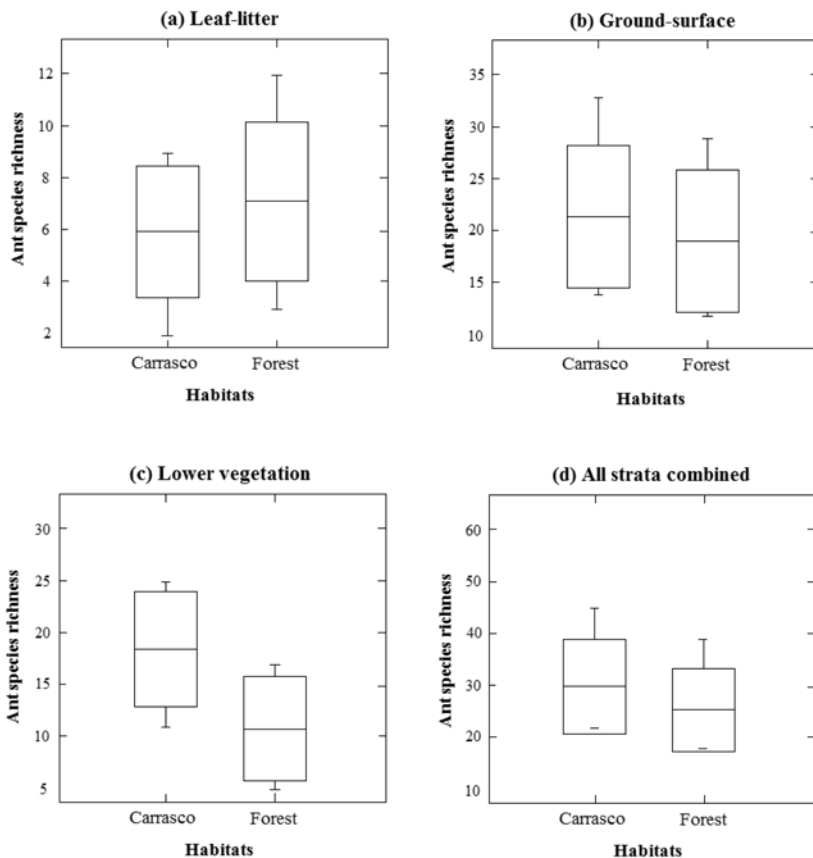 (a) Leaf-litter
Ant species richness
12
10
8
6
4
2
Carrasco Forest
Habitats
(b) Ground-surface
Ant species richness
35
30
25
20
15
10
Carrasco Forest
Habitats
(c) Lower vegetation
Ant species richness
30
25
20
15
10
5
Carrasco Forest
Habitats
(d) All strata combined
Ant species richness
60
50
40
30
20
10
Carrasco Forest
Habitats